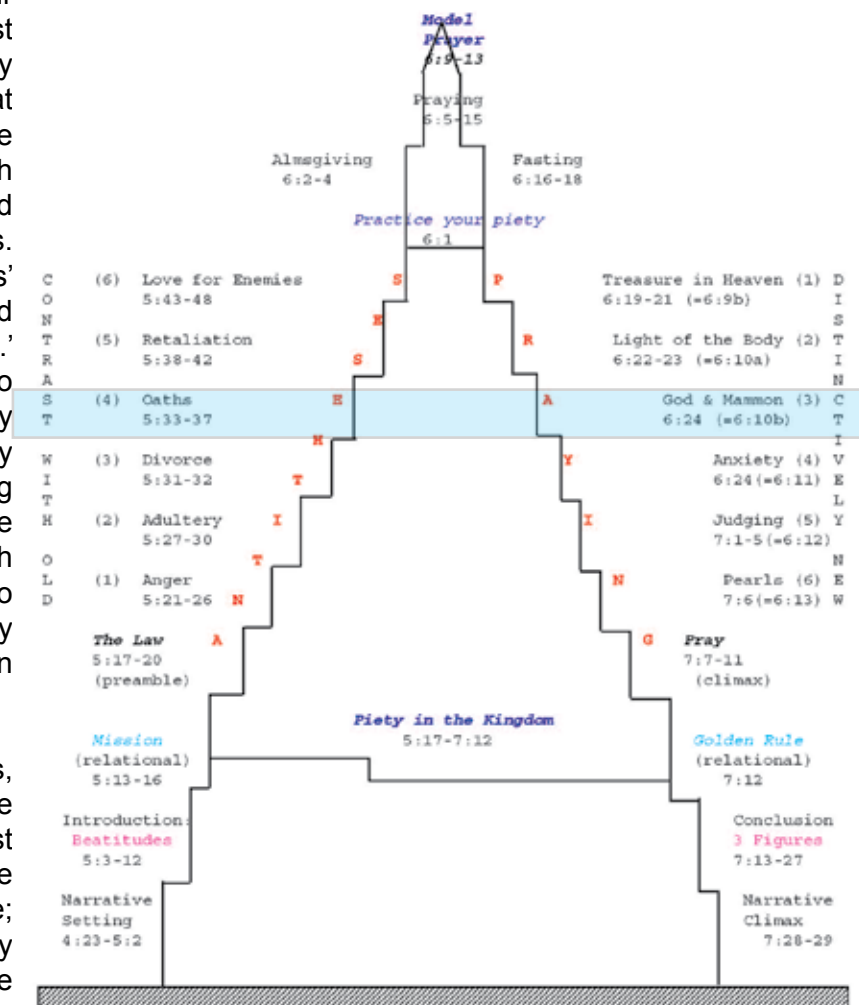 Model
Prayer
6:9-13
Praying
6:5-15
Almsgiving
6:2-4
Fasting
6:16-18
Practice your piety
6:1
CONTRAST WITH OLD
(6) Love for Enemies
5:43-48
(5) Retaliation
5:38-42
(4) Oaths
5:33-37
(3) Divorce
5:31-32
(2) Adultery
5:27-30
(1) Anger
5:21-26
The Law
5:17-20
(preamble)
ANTITHESES
PRAYING
Treasure in Heaven (1)
6:19-21 (=6:9b)
Light of the Body (2)
6:22-23 (=6:10a)
God & Mammon (3)
6:24 (=6:10b)
Anxiety (4)
6:24(=6:11)
Judging (5)
7:1-5(=6:12)
Pearls (6)
7:6(=6:13)
DISTINCTIVELY NEW
Pray
7:7-11
(climax)
Piety in the Kingdom
5:17-7:12
Mission
(relational)
5:13-16
Golden Rule
(relational)
7:12
Introduction:
Beatitudes
5:3-12
Conclusion
3 Figures
7:13-27
Narrative
Setting
4:23-5:2
Narrative
Climax
7:28-29